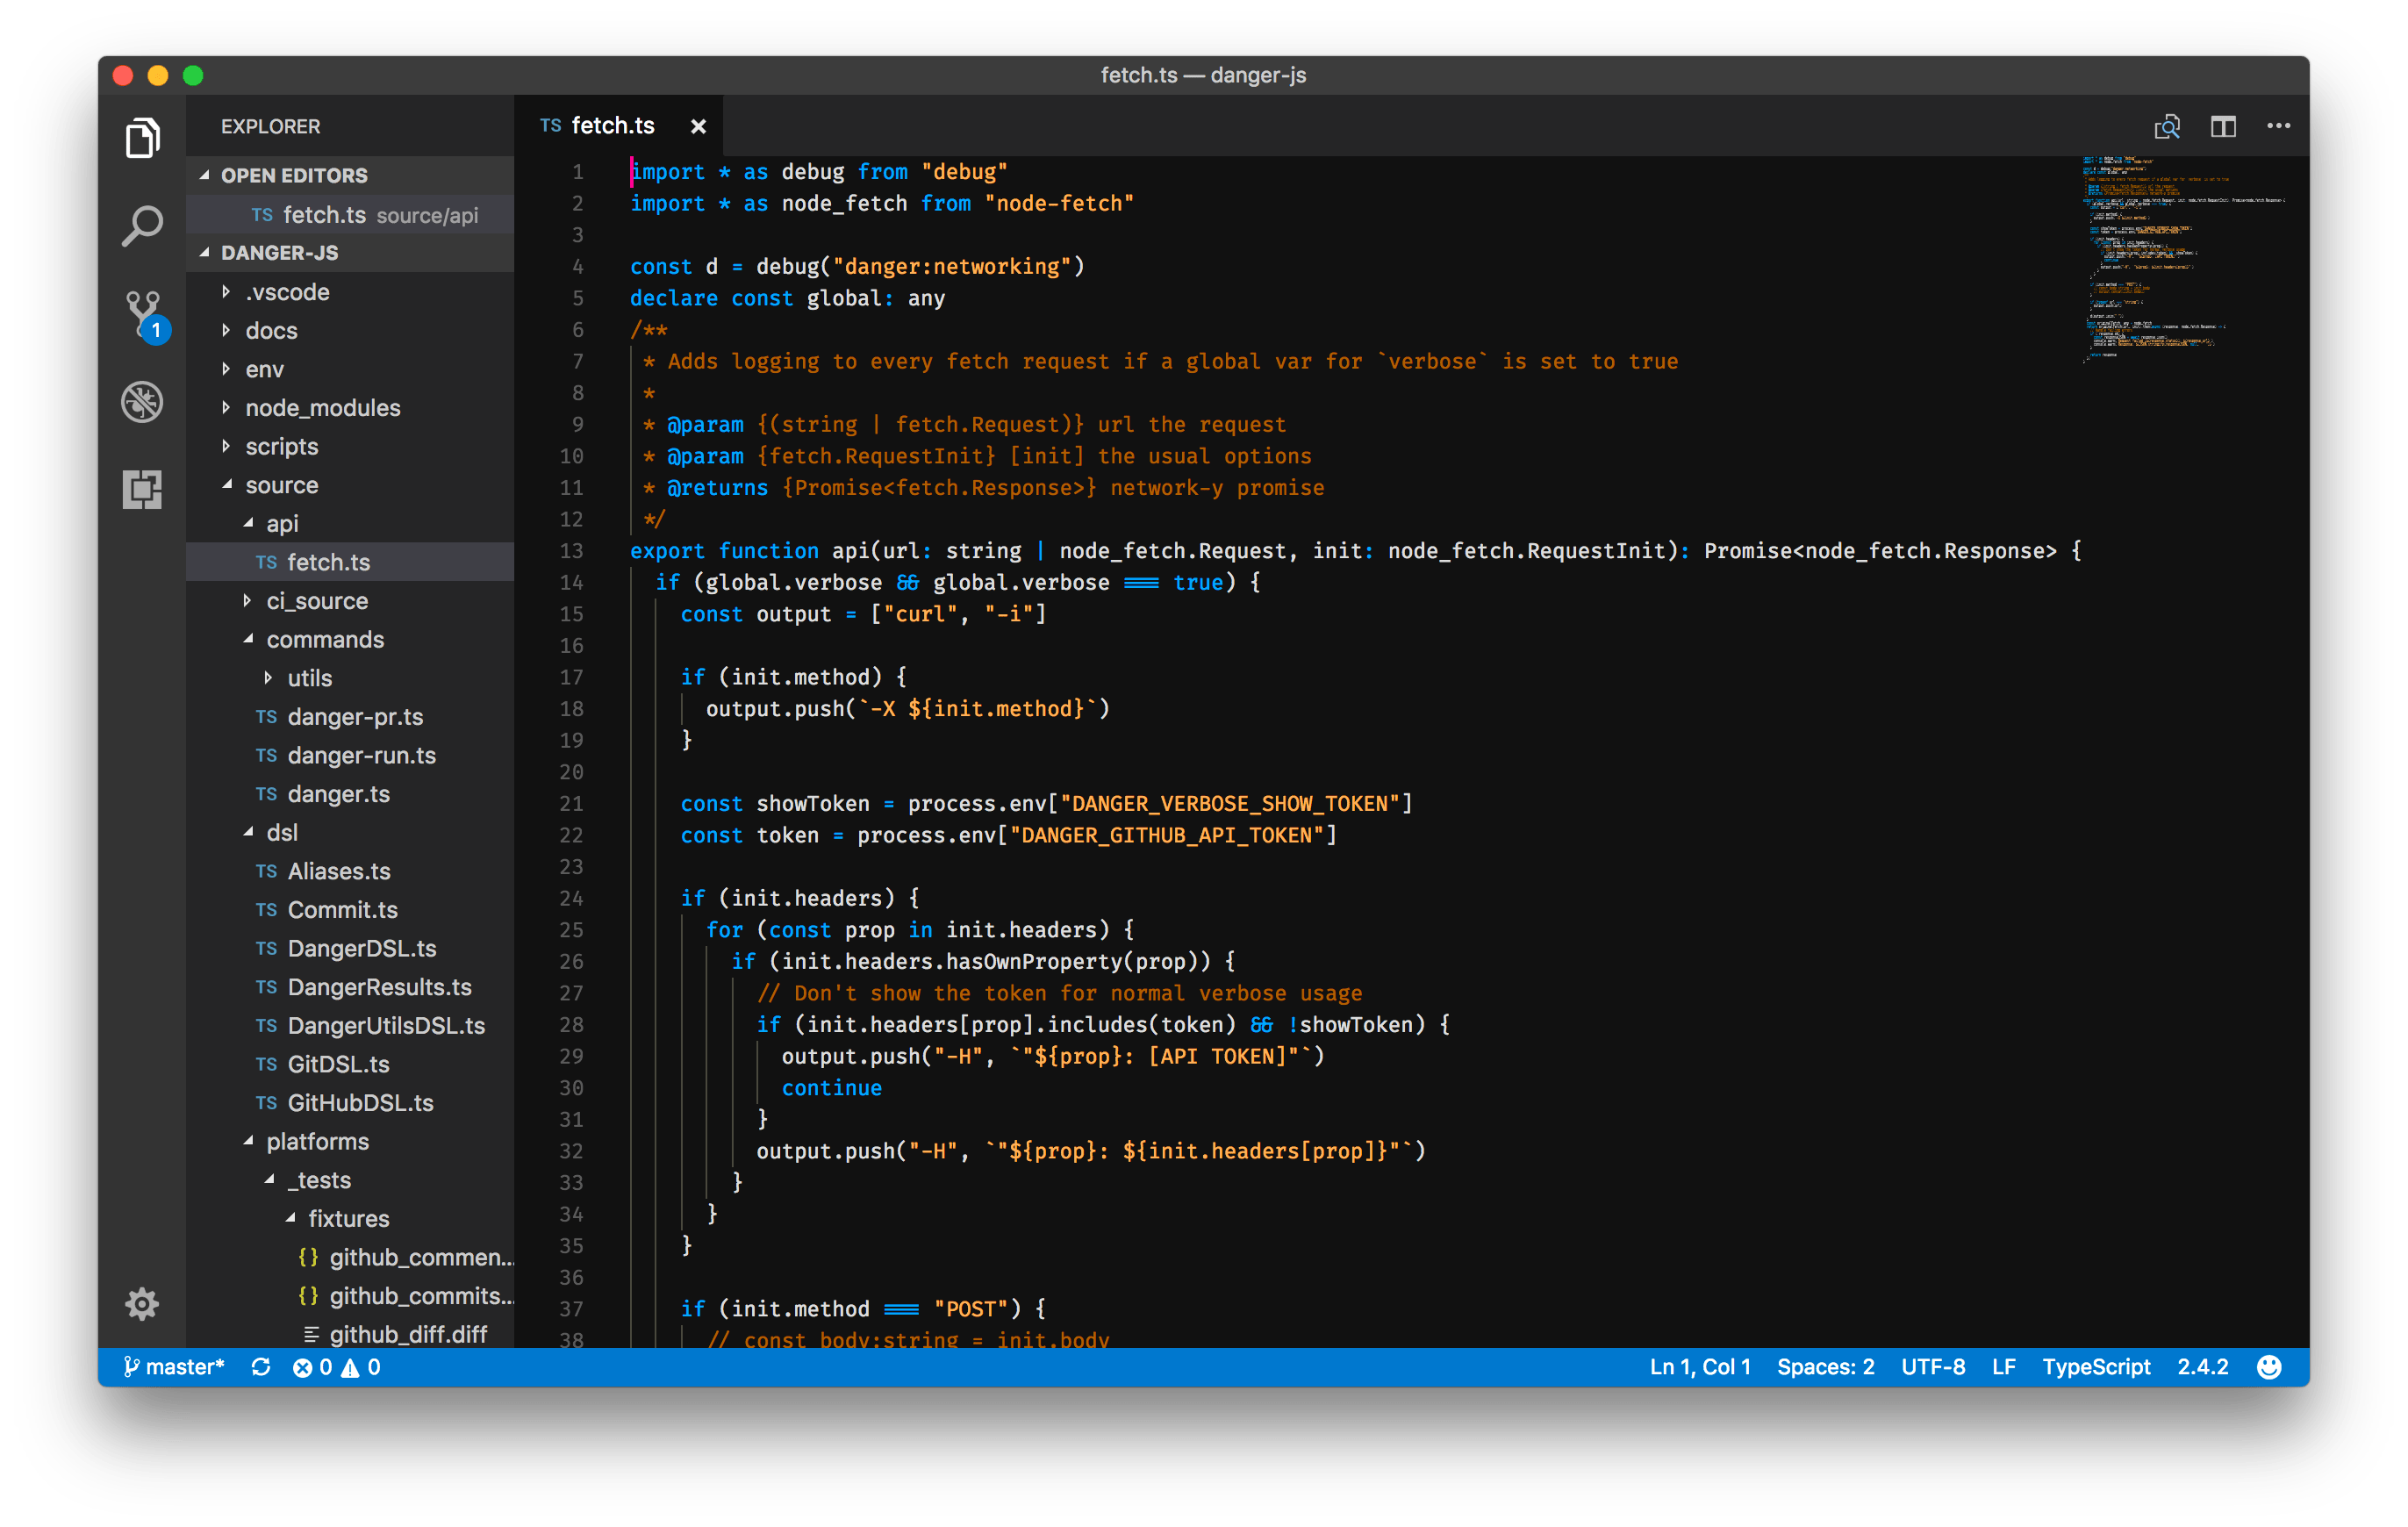 fetch.ts — danger-js
EXPLORER
OPEN EDITORS
TS fetch.ts source/api
DANGER-JS
.vscode
docs
env
node_modules
scripts
source
api
TS fetch.ts
ci_source
commands
utils
TS danger-pr.ts
TS danger-run.ts
TS danger.ts
dsl
TS Aliases.ts
TS Commit.ts
TS DangerDSL.ts
TS DangerResults.ts
TS DangerUtilsDSL.ts
TS GitDSL.ts
TS GitHubDSL.ts
platforms
_tests
fixtures
{} github_commen...
{} github_commits...
github_diff.diff
1
TS fetch.ts ×
1 import * as debug from "debug"
2 import * as node_fetch from "node-fetch"
3
4 const d = debug("danger:networking")
5 declare const global: any
6 /**
7 * Adds logging to every fetch request if a global var for `verbose` is set to true
8 *
9 * @param {(string | fetch.Request)} url the request
10 * @param {fetch.RequestInit} [init] the usual options
11 * @returns {Promise<fetch.Response>} network-y promise
12 */
13 export function api(url: string | node_fetch.Request, init: node_fetch.RequestInit): Promise<node_fetch.Response> {
14 if (global.verbose && global.verbose === true) {
15 const output = ["curl", "-i"]
16
17 if (init.method) {
18 output.push(`-X ${init.method}`)
19 }
20
21 const showToken = process.env["DANGER_VERBOSE_SHOW_TOKEN"]
22 const token = process.env["DANGER_GITHUB_API_TOKEN"]
23
24 if (init.headers) {
25 for (const prop in init.headers) {
26 if (init.headers.hasOwnProperty(prop)) {
27 // Don't show the token for normal verbose usage
28 if (init.headers[prop].includes(token) && !showToken) {
29 output.push("-H", `"${prop}: [API TOKEN]"`)
30 continue
31 }
32 output.push("-H", `"${prop}: ${init.headers[prop]}"`)
33 }
34 }
35 }
36
37 if (init.method === "POST") {
38 // const body:string = init.body
master* 0 0
Ln 1, Col 1 Spaces: 2 UTF-8 LF TypeScript 2.4.2